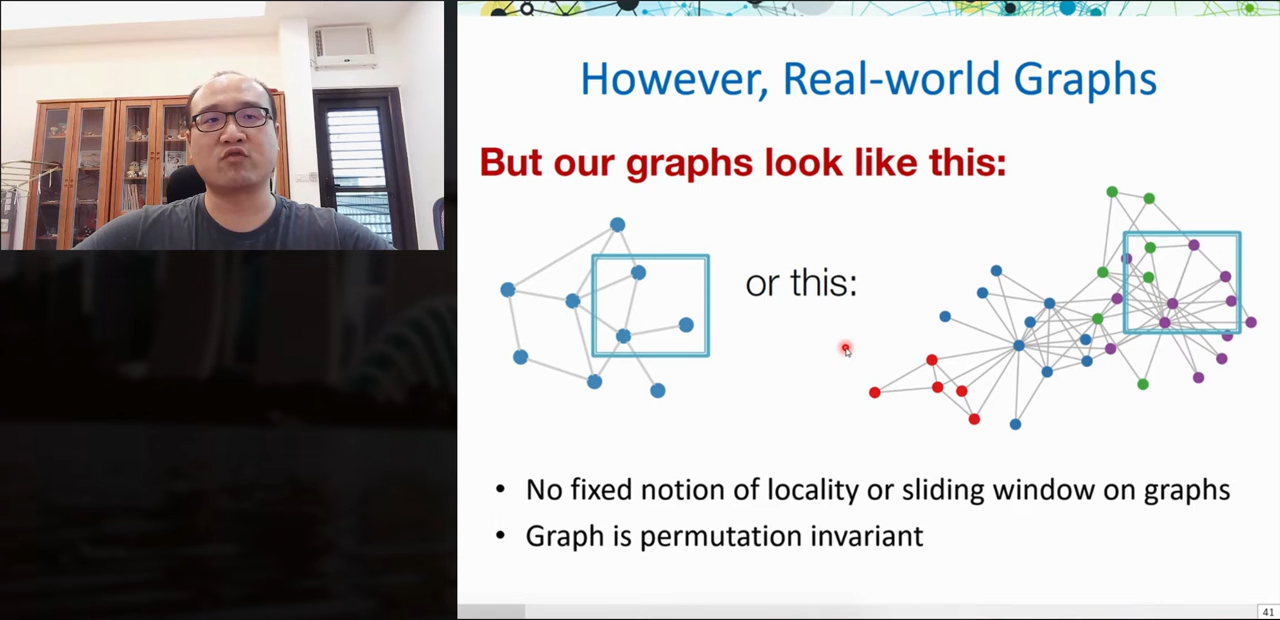 However, Real-world Graphs
But our graphs look like this:
or this:
• No fixed notion of locality or sliding window on graphs
• Graph is permutation invariant
41